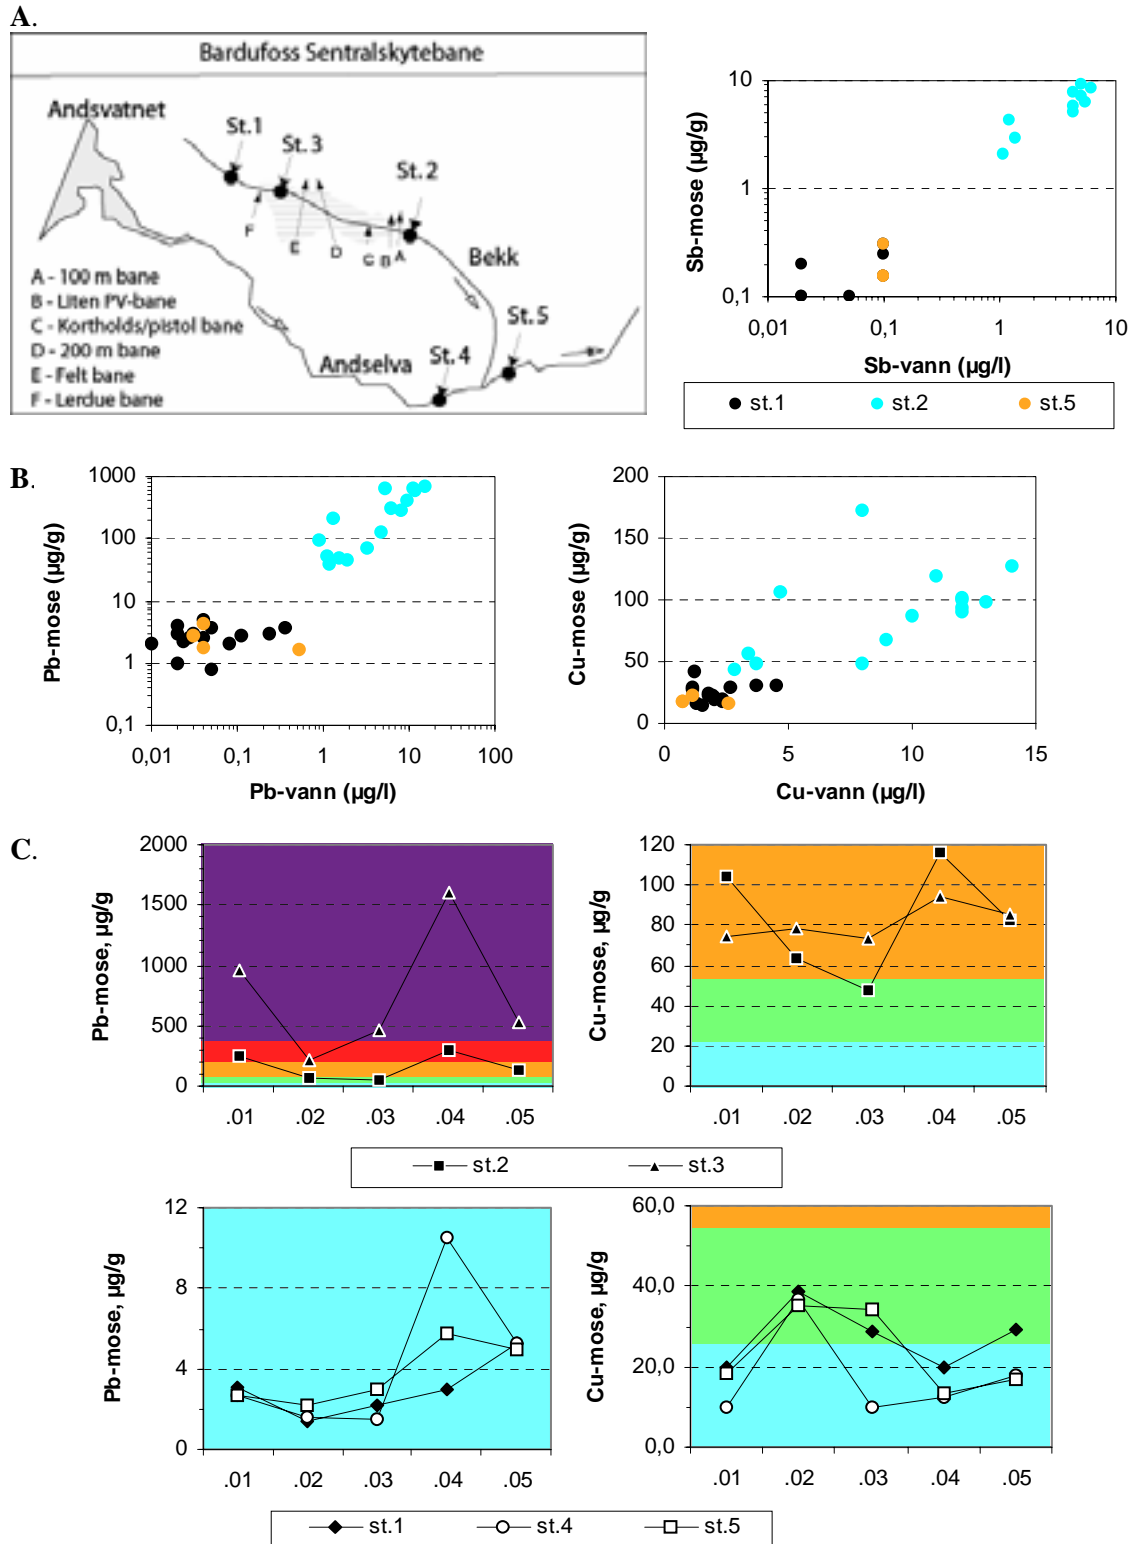 A.
Bardufoss Sentralskytebane
Andsvatnet
St.1
St.3
St.2
F
E
D
C
B
A
Bekk
A - 100 m bane
B - Liten PV-bane
C - Kortholds/pistol bane
D - 200 m bane
E - Felt bane
F - Lerdue bane
St.5
Andselva
St.4
Sb-mose (µg/g)
10
1
0,1
0,01
0,1
1
10
Sb-vann (µg/l)
st.1
st.2
st.5
B.
Pb-mose (µg/g)
1000
100
10
1
0,1
0,01
0,1
1
10
100
Pb-vann (µg/l)
Cu-mose (µg/g)
200
150
100
50
0
0
5
10
15
Cu-vann (µg/l)
C.
Pb-mose, µg/g
2000
1500
1000
500
0
.01
.02
.03
.04
.05
Cu-mose, µg/g
120
100
80
60
40
20
0
.01
.02
.03
.04
.05
st.2
st.3
Pb-mose, µg/g
12
8
4
0
.01
.02
.03
.04
.05
Cu-mose, µg/g
60,0
40,0
20,0
0,0
.01
.02
.03
.04
.05
st.1
st.4
st.5